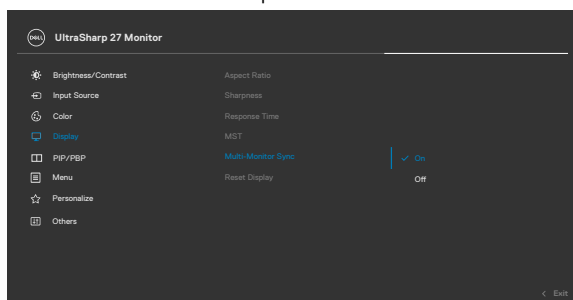 DELL UltraSharp 27 Monitor
Brightness/Contrast Aspect Ratio
Input Source Sharpness
Color Response Time
Display MST
PIP/PBP Multi-Monitor Sync On
Menu Reset Display Off
Personalize
Others
Exit